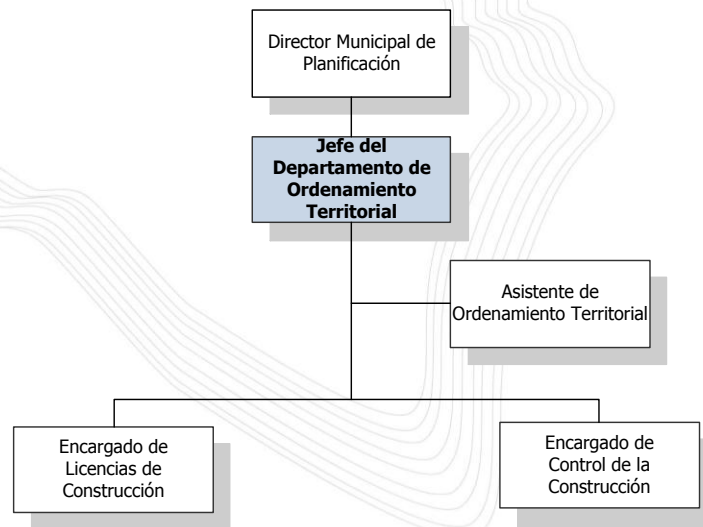 Director Municipal de
Planificación
Jefe del
Departamento de
Ordenamiento
Territorial
Asistente de
Ordenamiento Territorial
Encargado de
Licencias de
Construcción
Encargado de
Control de la
Construcción